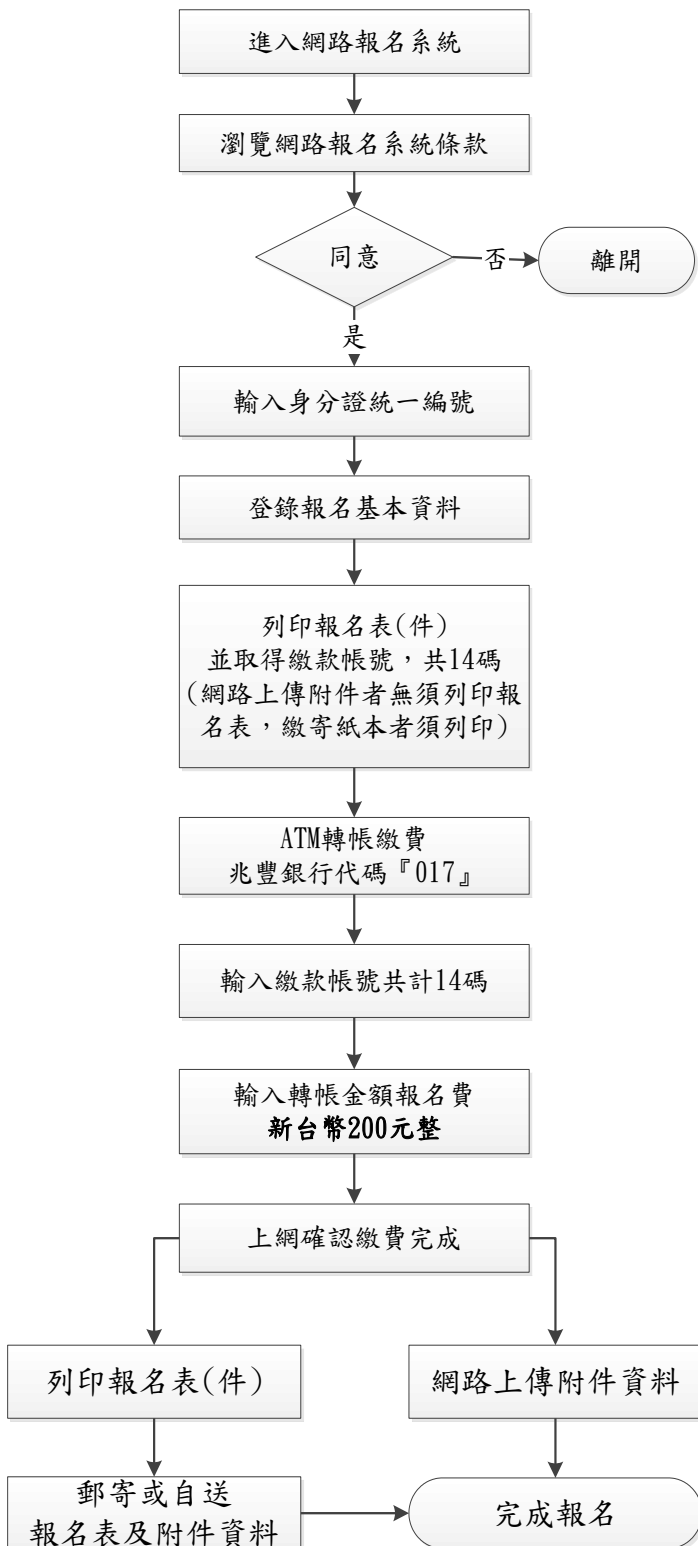 進入網路報名系統
瀏覽網路報名系統條款
同意
否
離開
是
輸入身分證統一編號
登錄報名基本資料
列印報名表(件)
並取得繳款帳號，共14碼
(網路上傳附件者無須列印報
名表，繳寄紙本者須列印)
ATM轉帳繳費
兆豐銀行代碼『017』
輸入繳款帳號共計14碼
輸入轉帳金額報名費
新台幣200元整
上網確認繳費完成
列印報名表(件)
網路上傳附件資料
郵寄或自送
報名表及附件資料
完成報名